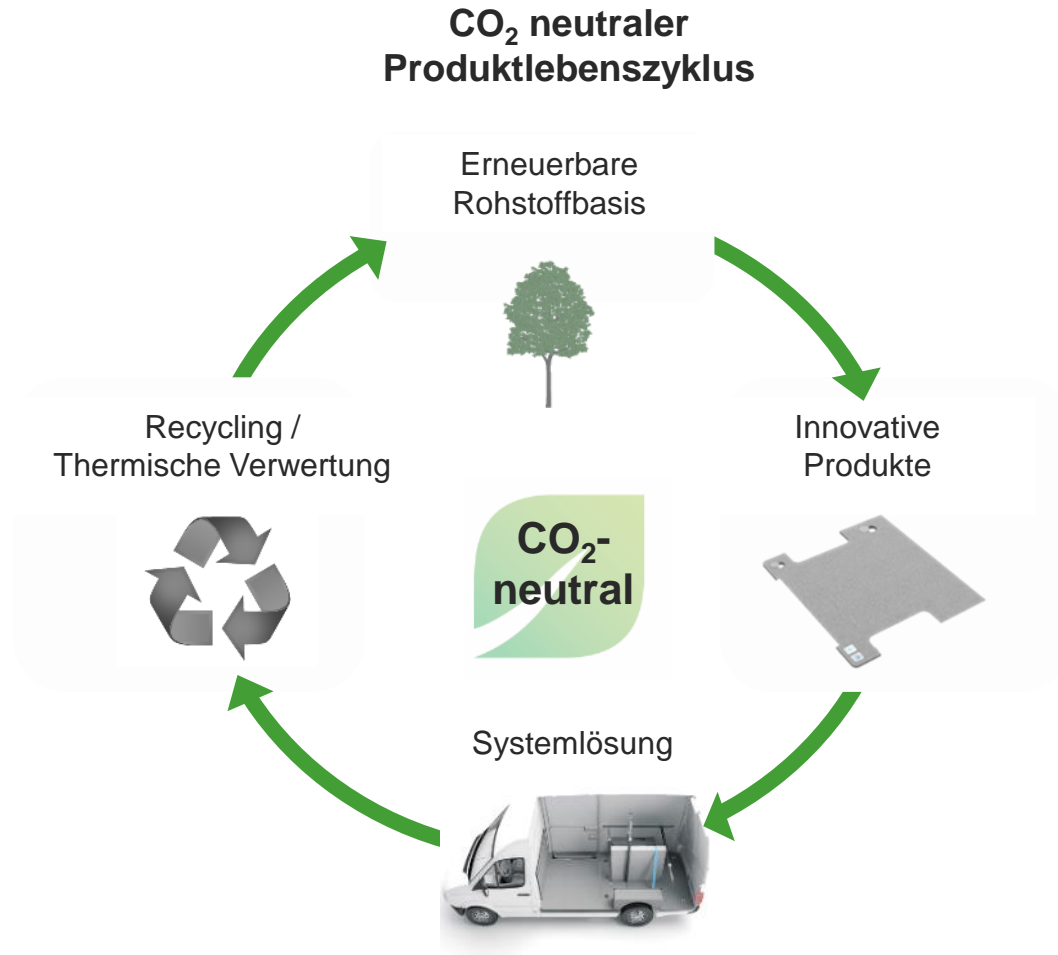 CO₂ neutraler
Produktlebenszyklus
Erneuerbare
Rohstoffbasis
Recycling /
Thermische Verwertung
Innovative
Produkte
CO₂-
neutral
Systemlösung